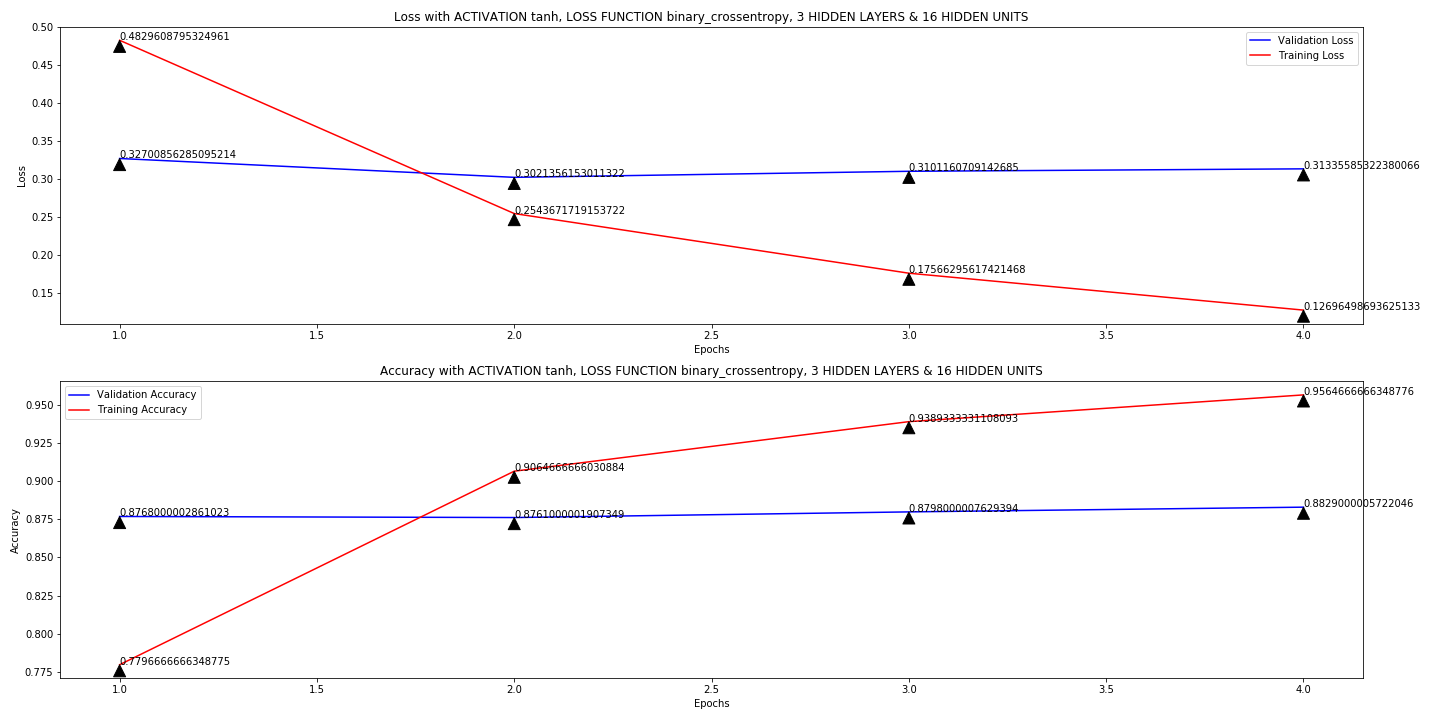 Loss with ACTIVATION tanh, LOSS FUNCTION binary_crossentropy, 3 HIDDEN LAYERS & 16 HIDDEN UNITS
0.50
0.45
0.40
0.35
0.30
0.25
0.20
0.15
Loss
0.4829608795324961
0.32700856285095214
0.3021356153011322
0.2543671719153722
0.3101160709142685
0.17566295617421468
0.31335585322380066
0.12696498693625133
Validation Loss
Training Loss
1.0 1.5 2.0 2.5 3.0 3.5 4.0
Epochs
Accuracy with ACTIVATION tanh, LOSS FUNCTION binary_crossentropy, 3 HIDDEN LAYERS & 16 HIDDEN UNITS
Validation Accuracy
Training Accuracy
0.950
0.925
0.900
0.875
0.850
0.825
0.800
0.775
Accuracy
0.8768000002861023
0.7796666666348775
0.9064666666030884
0.8761000001907349
0.9389333331108093
0.8798000007629394
0.9564666666348776
0.8829000005722046
1.0 1.5 2.0 2.5 3.0 3.5 4.0
Epochs